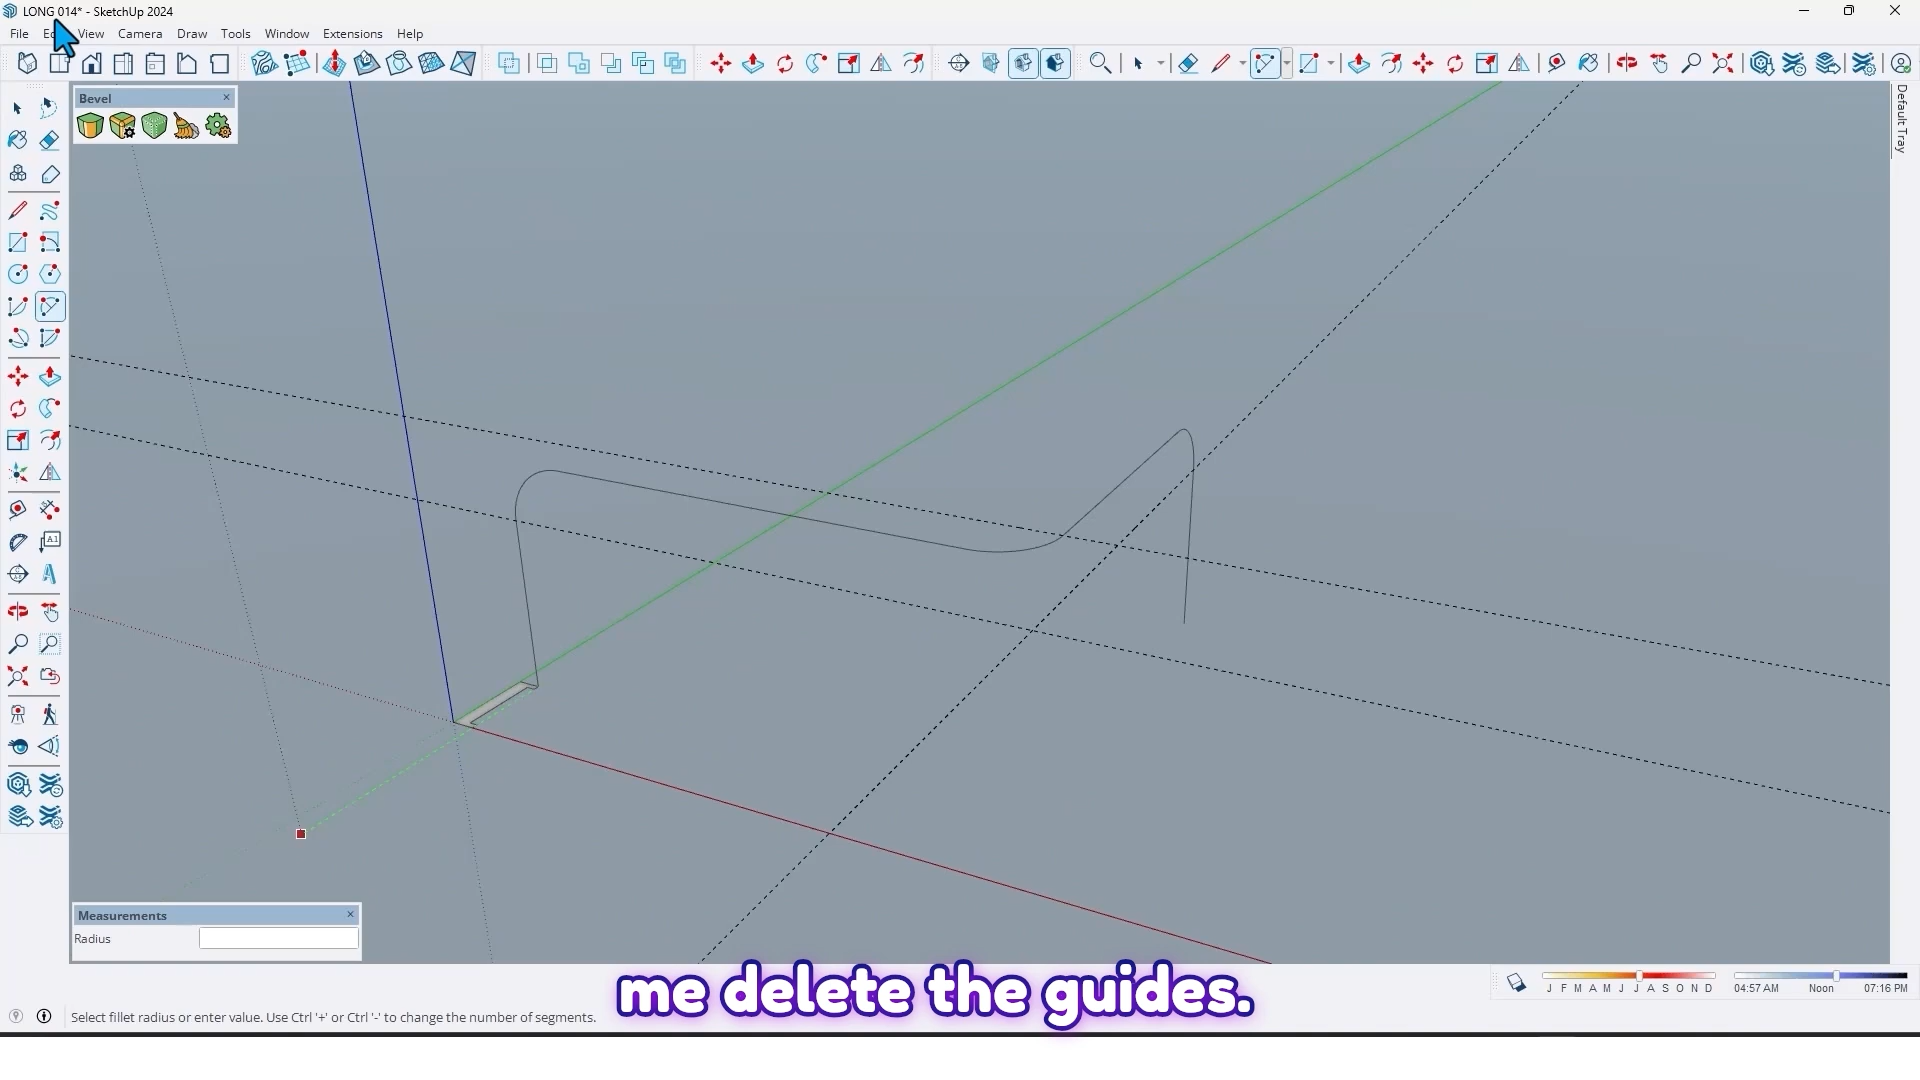 LONG 014* - SketchUp 2024
File View Camera Draw Tools Window Extensions Help
Bevel
Default Tray
A1
Measurements
Radius
J F M A M J J A S O N D
04:57 AM Noon 07:16 PM
me delete the guides.
Select fillet radius or enter value. Use Ctrl '+' or Ctrl '-' to change the number of segments.